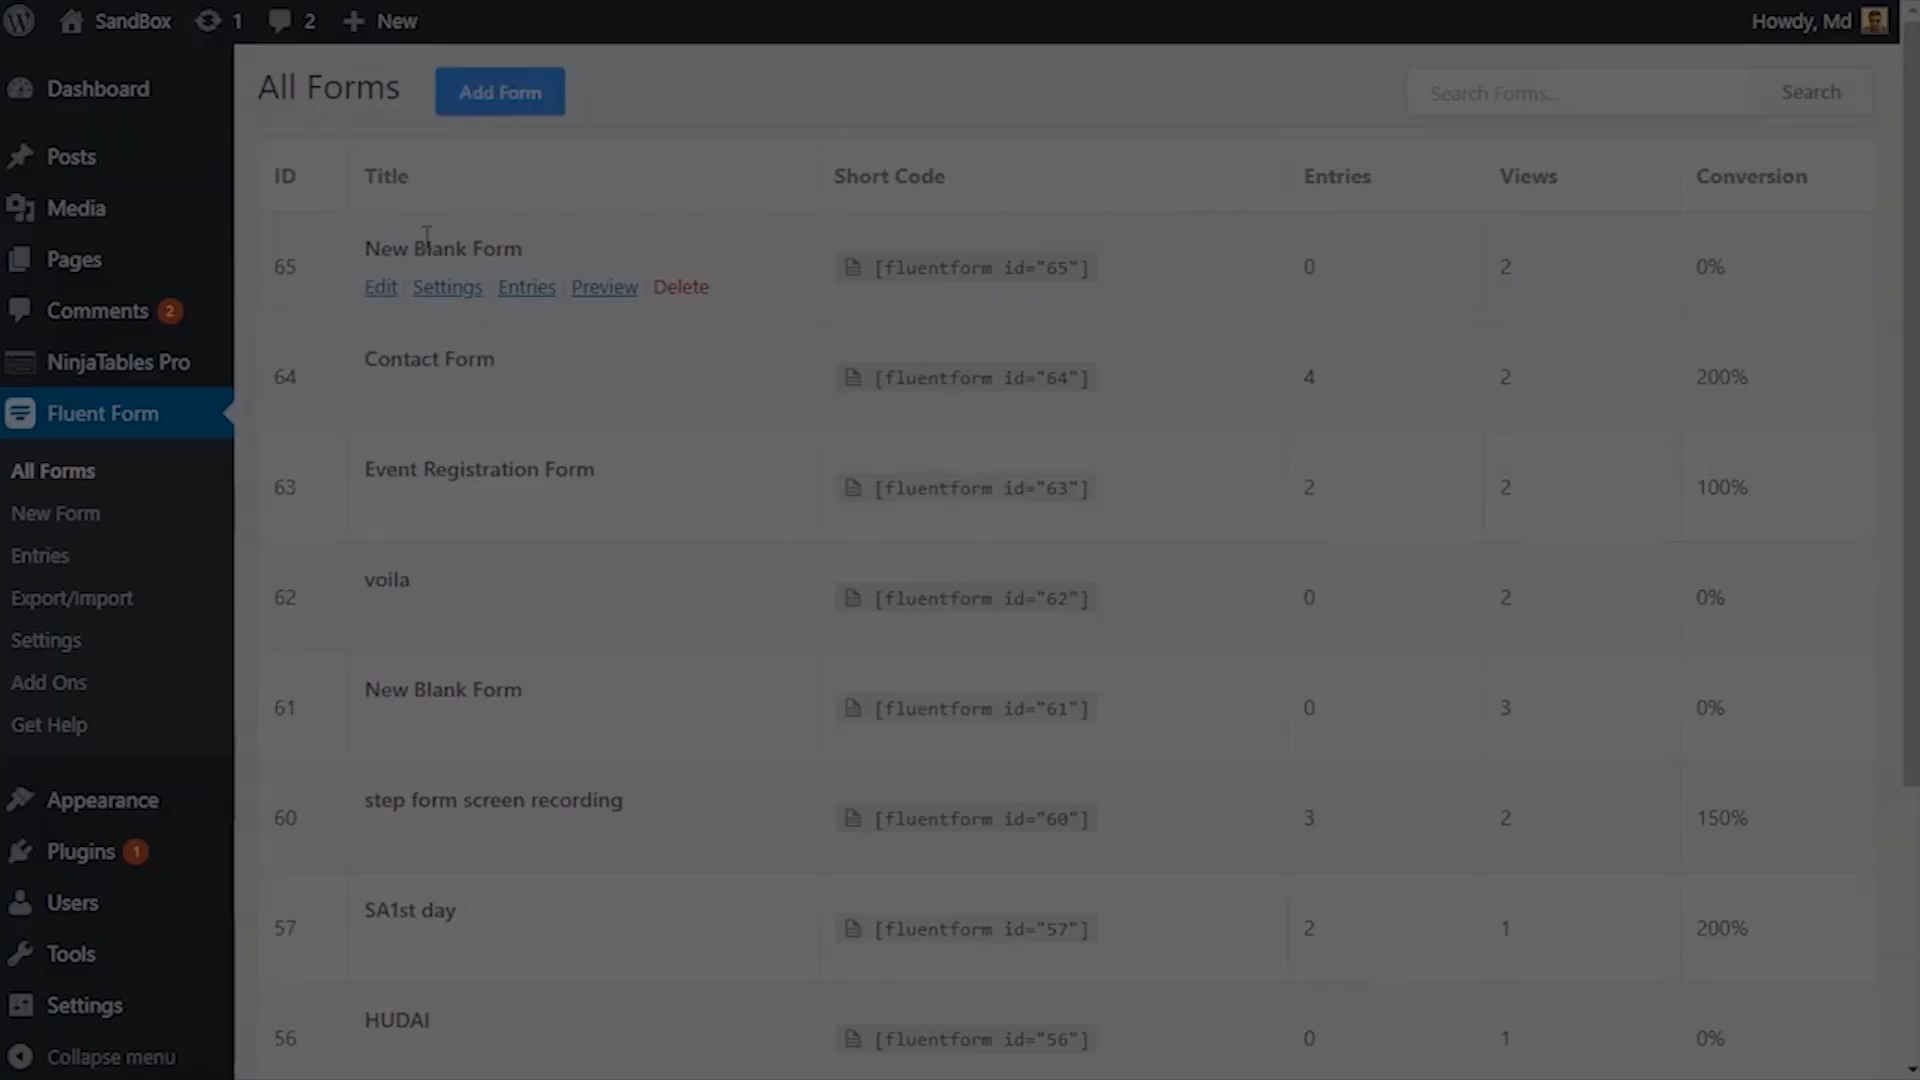 SandBox 1 2 New Howdy, Md
Dashboard
Posts
Media
Pages
Comments 2
NinjaTables Pro
Fluent Form
All Forms
New Form
Entries
Export/Import
Settings
Add Ons
Get Help
Appearance
Plugins 1
Users
Tools
Settings
Collapse menu
All Forms Add Form Search Forms... Search
ID Title Short Code Entries Views Conversion
65 New Blank Form [fluentform id="65"] 0 2 0%
Edit | Settings | Entries | Preview | Delete
64 Contact Form [fluentform id="64"] 4 2 200%
63 Event Registration Form [fluentform id="63"] 2 2 100%
62 voila [fluentform id="62"] 0 2 0%
61 New Blank Form [fluentform id="61"] 0 3 0%
60 step form screen recording [fluentform id="60"] 3 2 150%
57 SA1st day [fluentform id="57"] 2 1 200%
56 HUDAI [fluentform id="56"] 0 1 0%